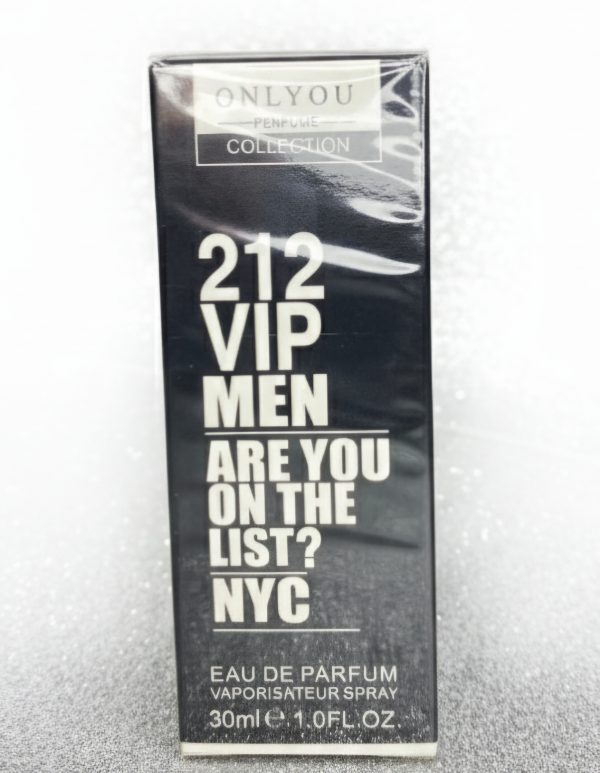 ONLYOU
PENFUME
COLLECTION
212
VIP
MEN
ARE YOU
ON THE
LIST?
NYC
EAU DE PARFUM
VAPORISATEUR SPRAY
30ml ℮ 1.0FL.OZ.